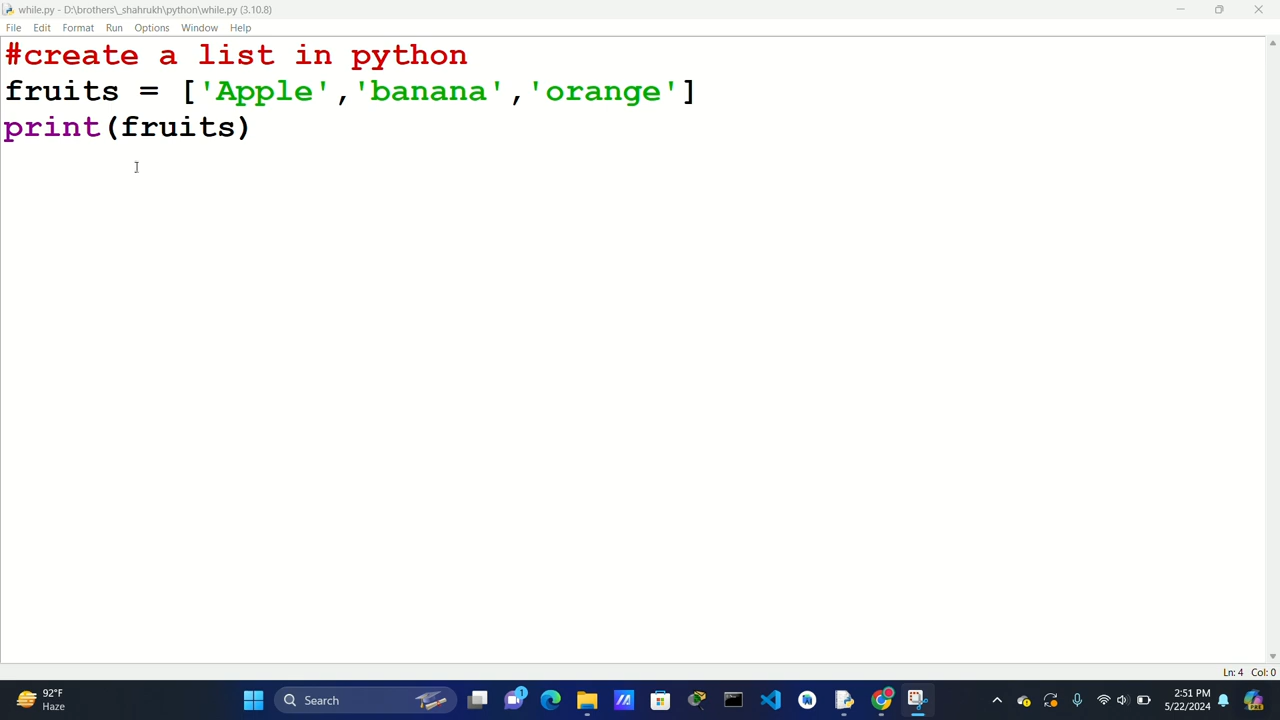 while.py - D:\brothers\_shahrukh\python\while.py (3.10.8)
File Edit Format Run Options Window Help
#create a list in python
fruits = ['Apple','banana','orange']
print(fruits)
Ln: 4 Col: 0
92°F
Haze
Search
1
2:51 PM
5/22/2024